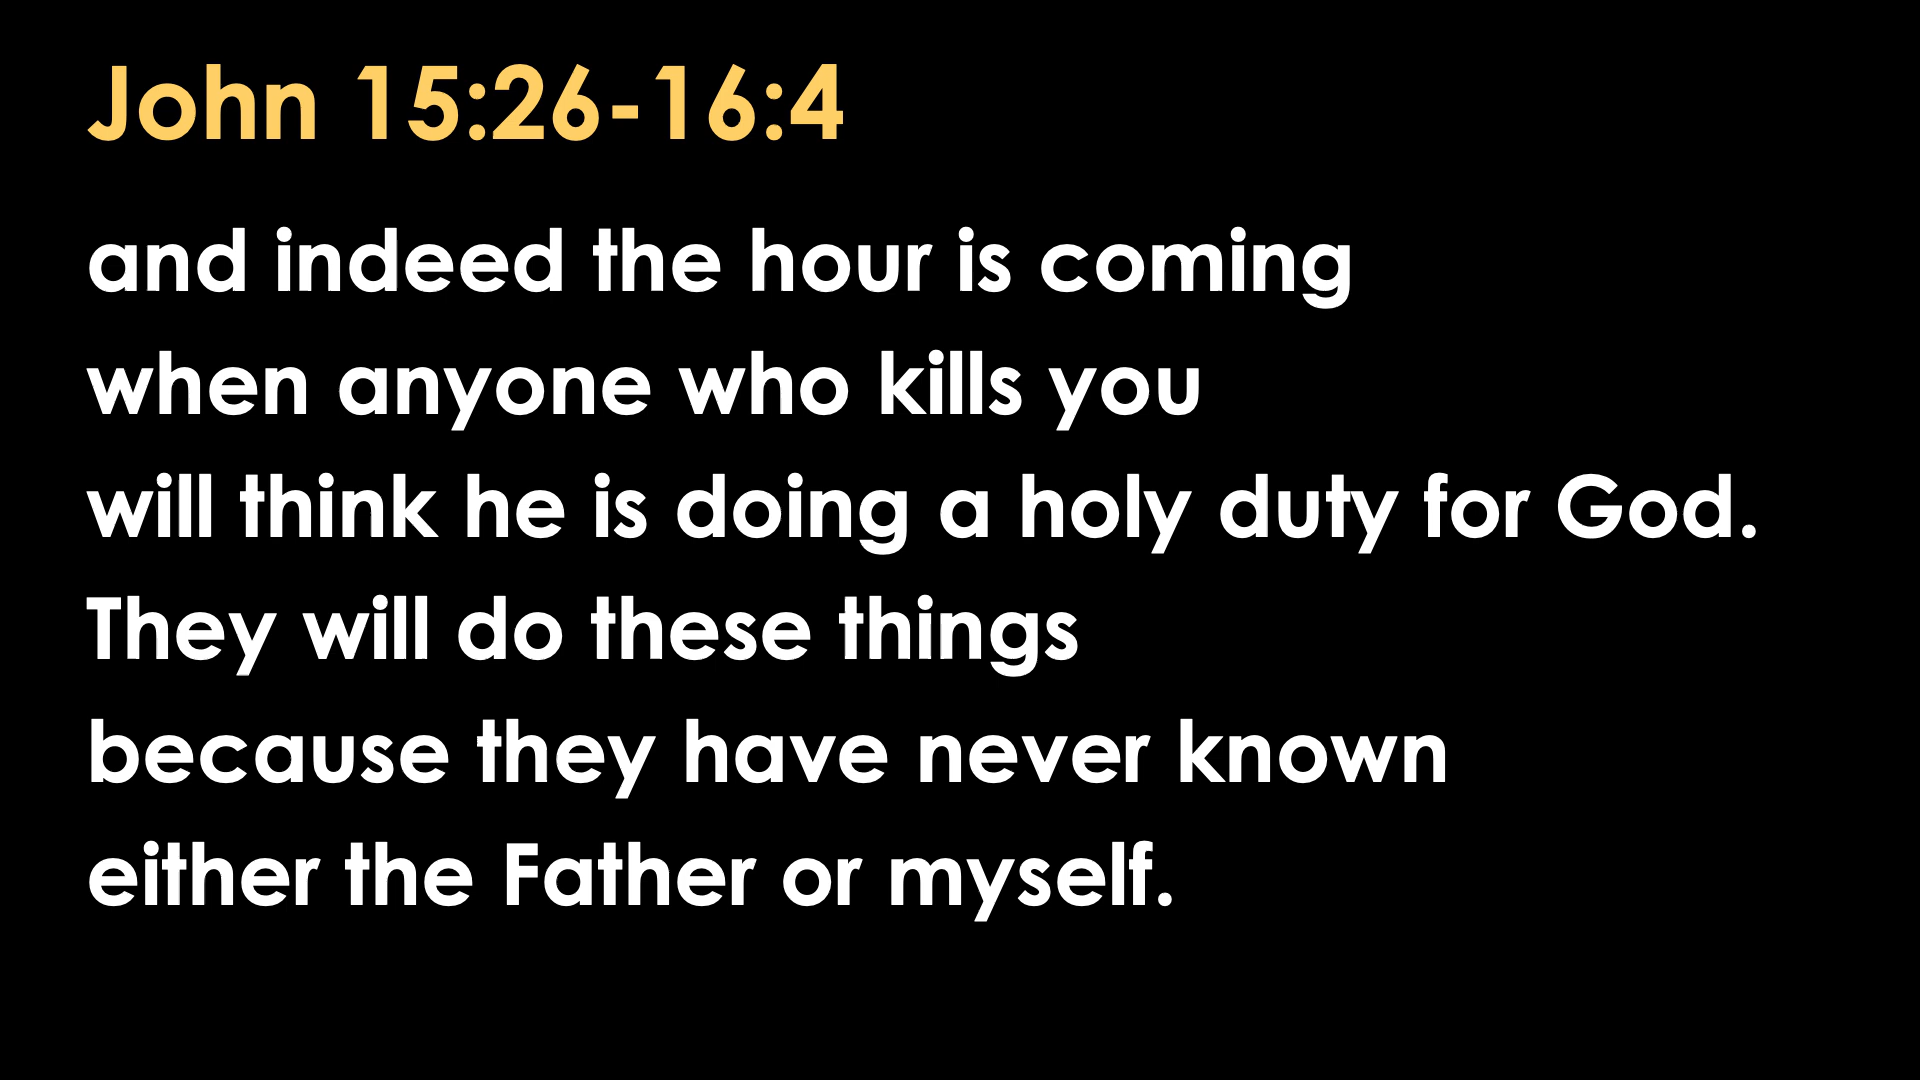 John 15:26-16:4
and indeed the hour is coming
when anyone who kills you
will think he is doing a holy duty for God.
They will do these things
because they have never known
either the Father or myself.